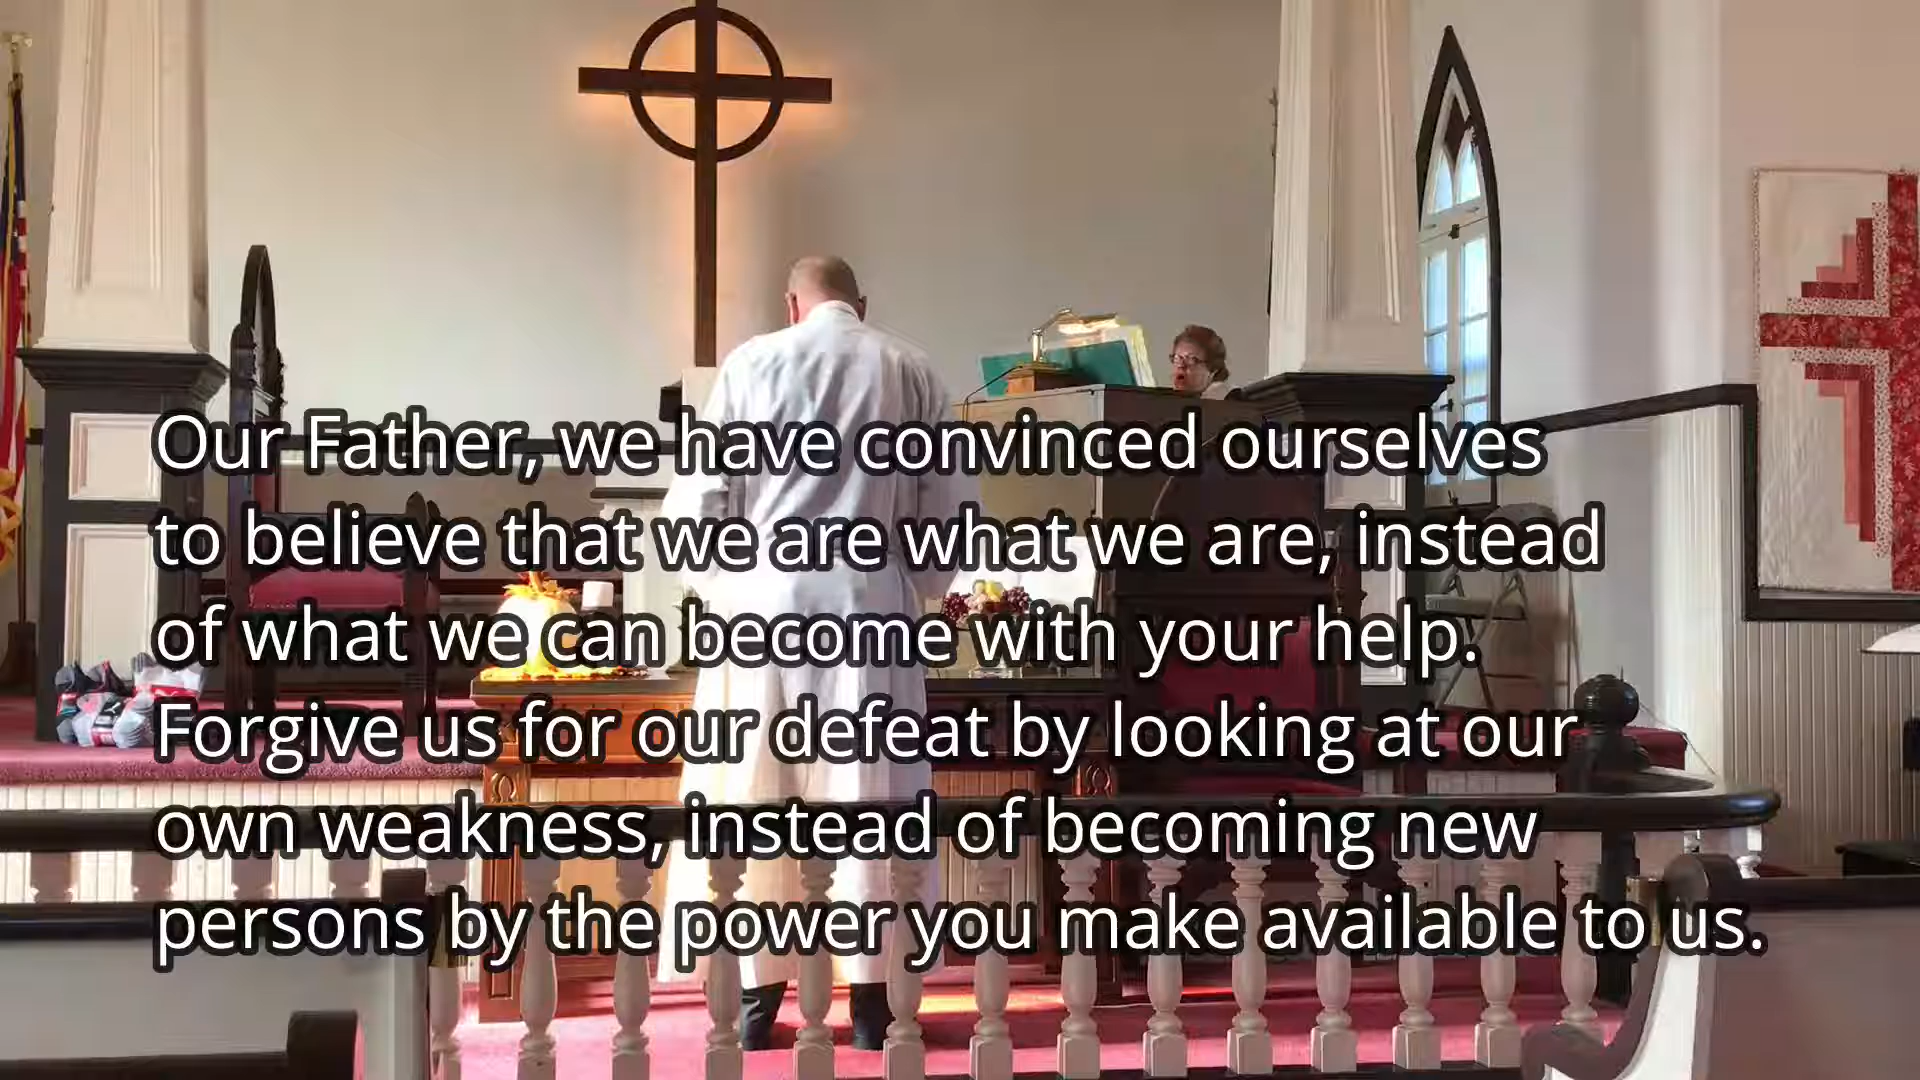 Our Father, we have convinced ourselves
to believe that we are what we are, instead
of what we can become with your help.
Forgive us for our defeat by looking at our
own weakness, instead of becoming new
persons by the power you make available to us.